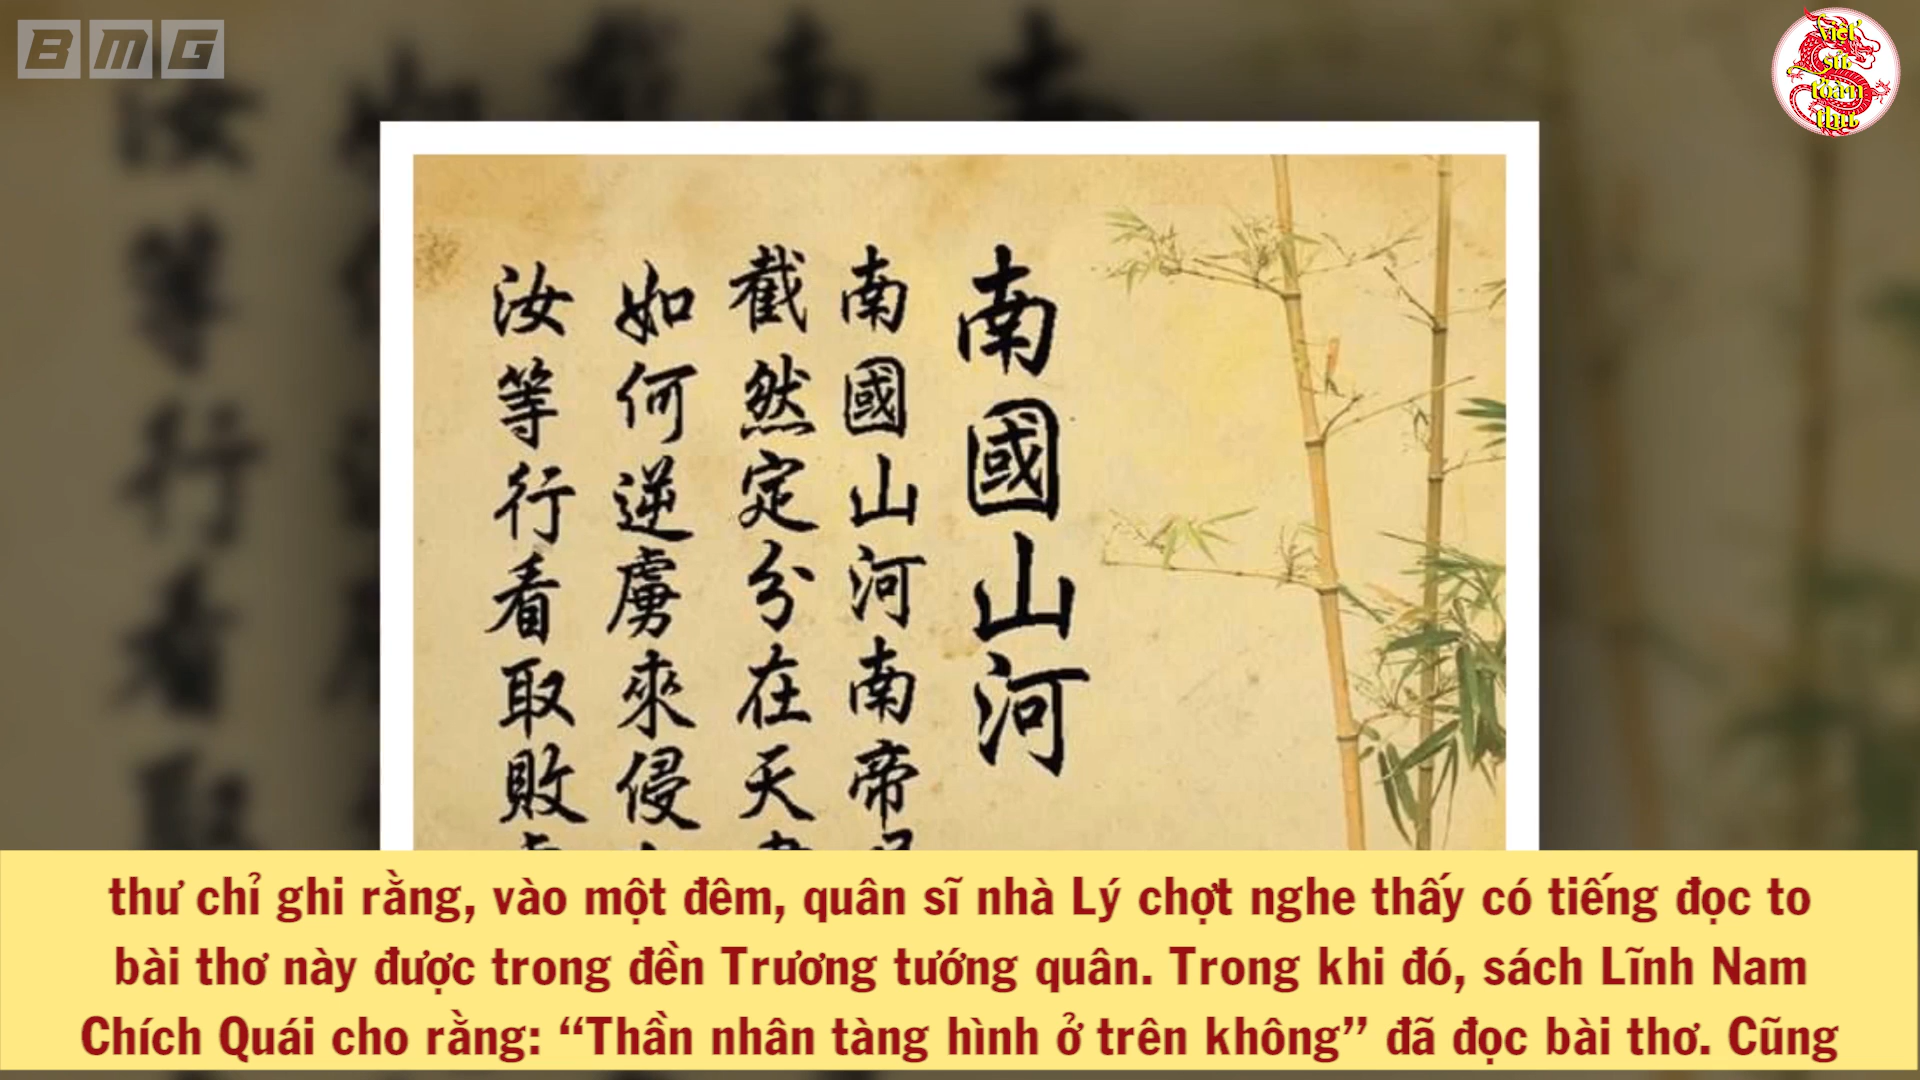 BMG
Việt
sử
toàn
thư
南國山河
南國山河南帝
截然定分在天
如何逆虜來侵
汝等行看取敗
thư chỉ ghi rằng, vào một đêm, quân sĩ nhà Lý chợt nghe thấy có tiếng đọc to
bài thơ này được trong đền Trương tướng quân. Trong khi đó, sách Lĩnh Nam
Chích Quái cho rằng: “Thần nhân tàng hình ở trên không” đã đọc bài thơ. Cũng